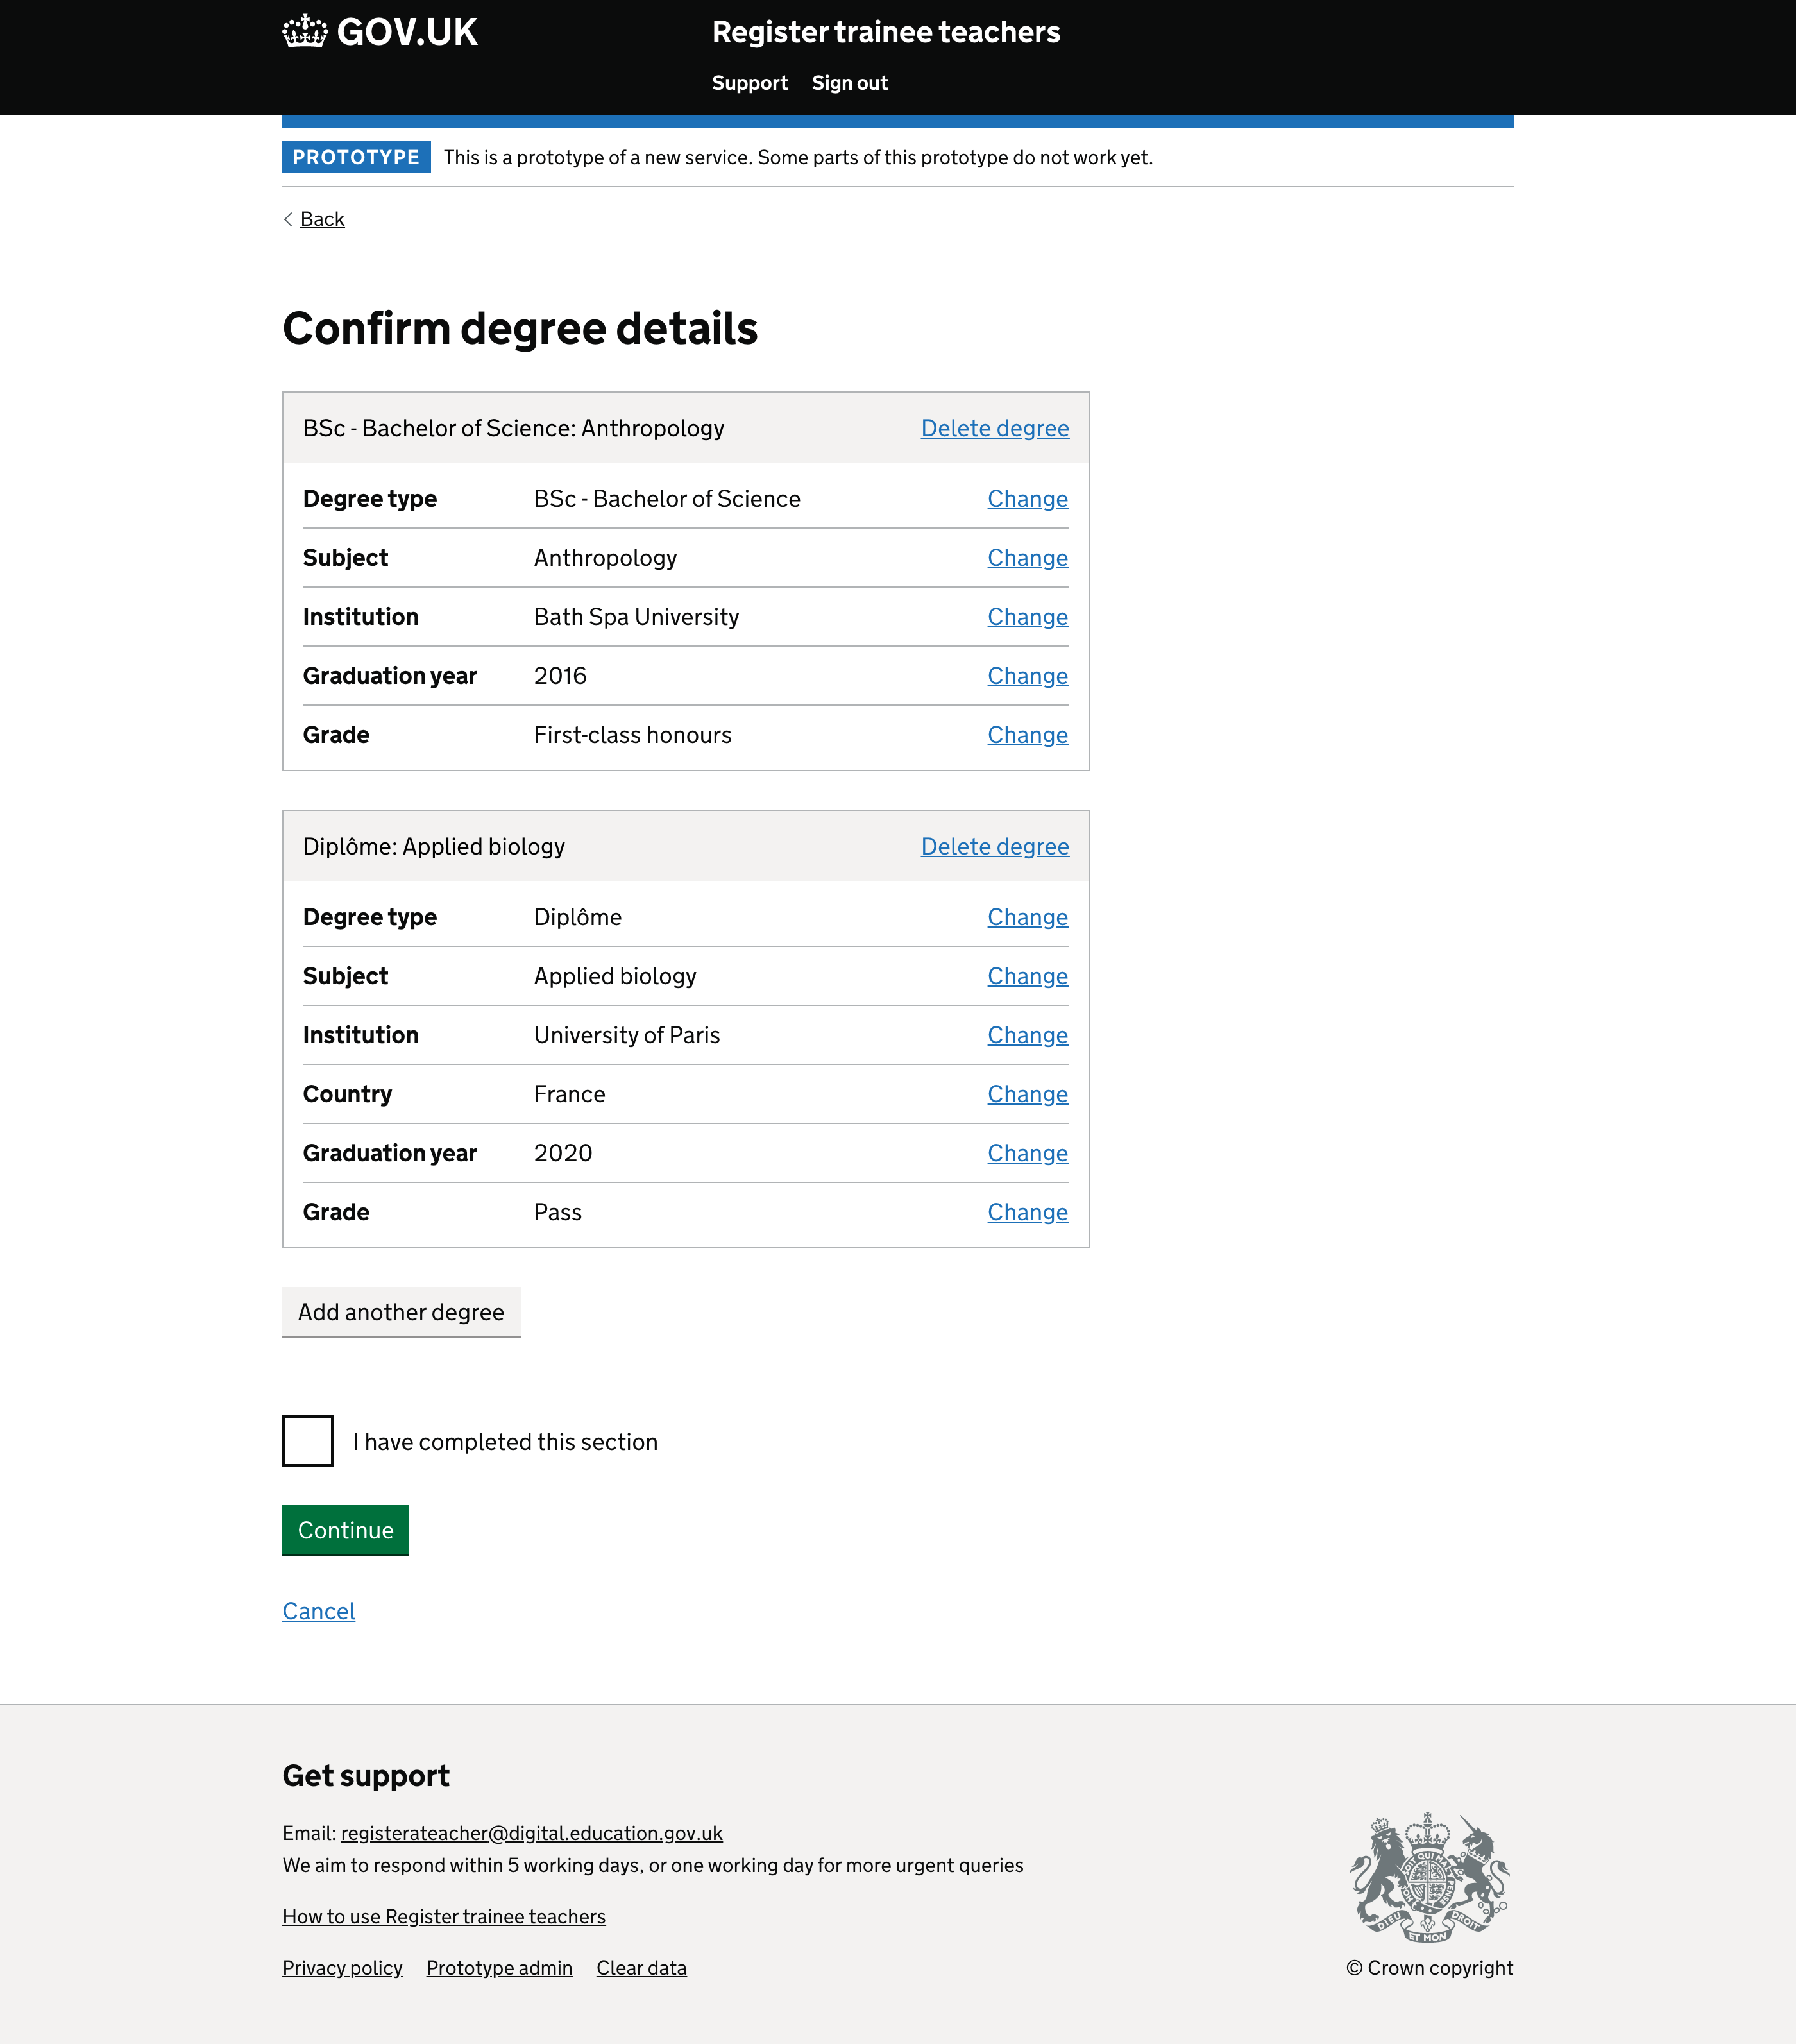 GOV.UK
Register trainee teachers
Support Sign out
PROTOTYPE This is a prototype of a new service. Some parts of this prototype do not work yet.
Back
Confirm degree details
BSc - Bachelor of Science: Anthropology Delete degree
Degree type BSc - Bachelor of Science Change
Subject Anthropology Change
Institution Bath Spa University Change
Graduation year 2016 Change
Grade First-class honours Change
Diplôme: Applied biology Delete degree
Degree type Diplôme Change
Subject Applied biology Change
Institution University of Paris Change
Country France Change
Graduation year 2020 Change
Grade Pass Change
Add another degree
I have completed this section
Continue
Cancel
Get support
Email: registerateacher@digital.education.gov.uk
We aim to respond within 5 working days, or one working day for more urgent queries
How to use Register trainee teachers
Privacy policy Prototype admin Clear data
DIEU ET MON DROIT
© Crown copyright